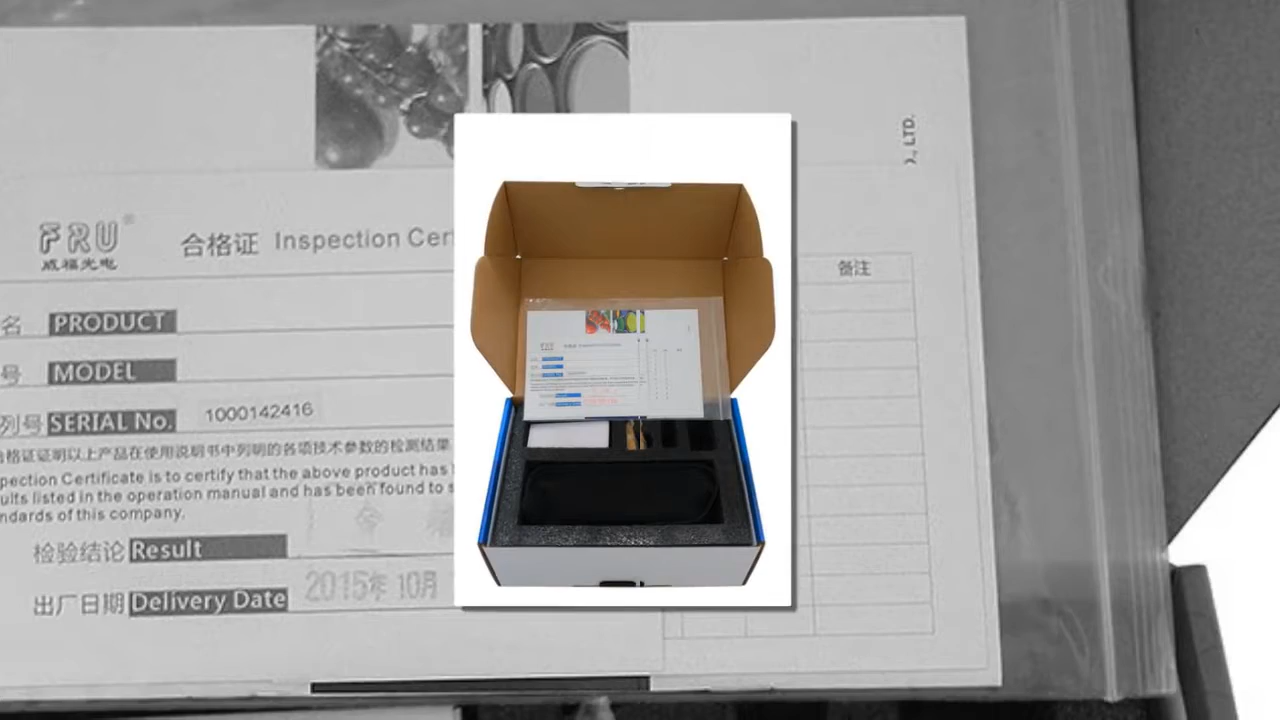 ., LTD.
FRU®
威福光电
合格证 Inspection Cer
备注
名 PRODUCT
号 MODEL
列号 SERIAL No. 1000142416
格证证明以上产品在使用说明书中列明的各项技术参数的检测结果
pection Certificate is to certify that the above product has
ults listed in the operation manual and has been found to s
ndards of this company.
检验结论 Result 合
出厂日期 Delivery Date 2015年 10月